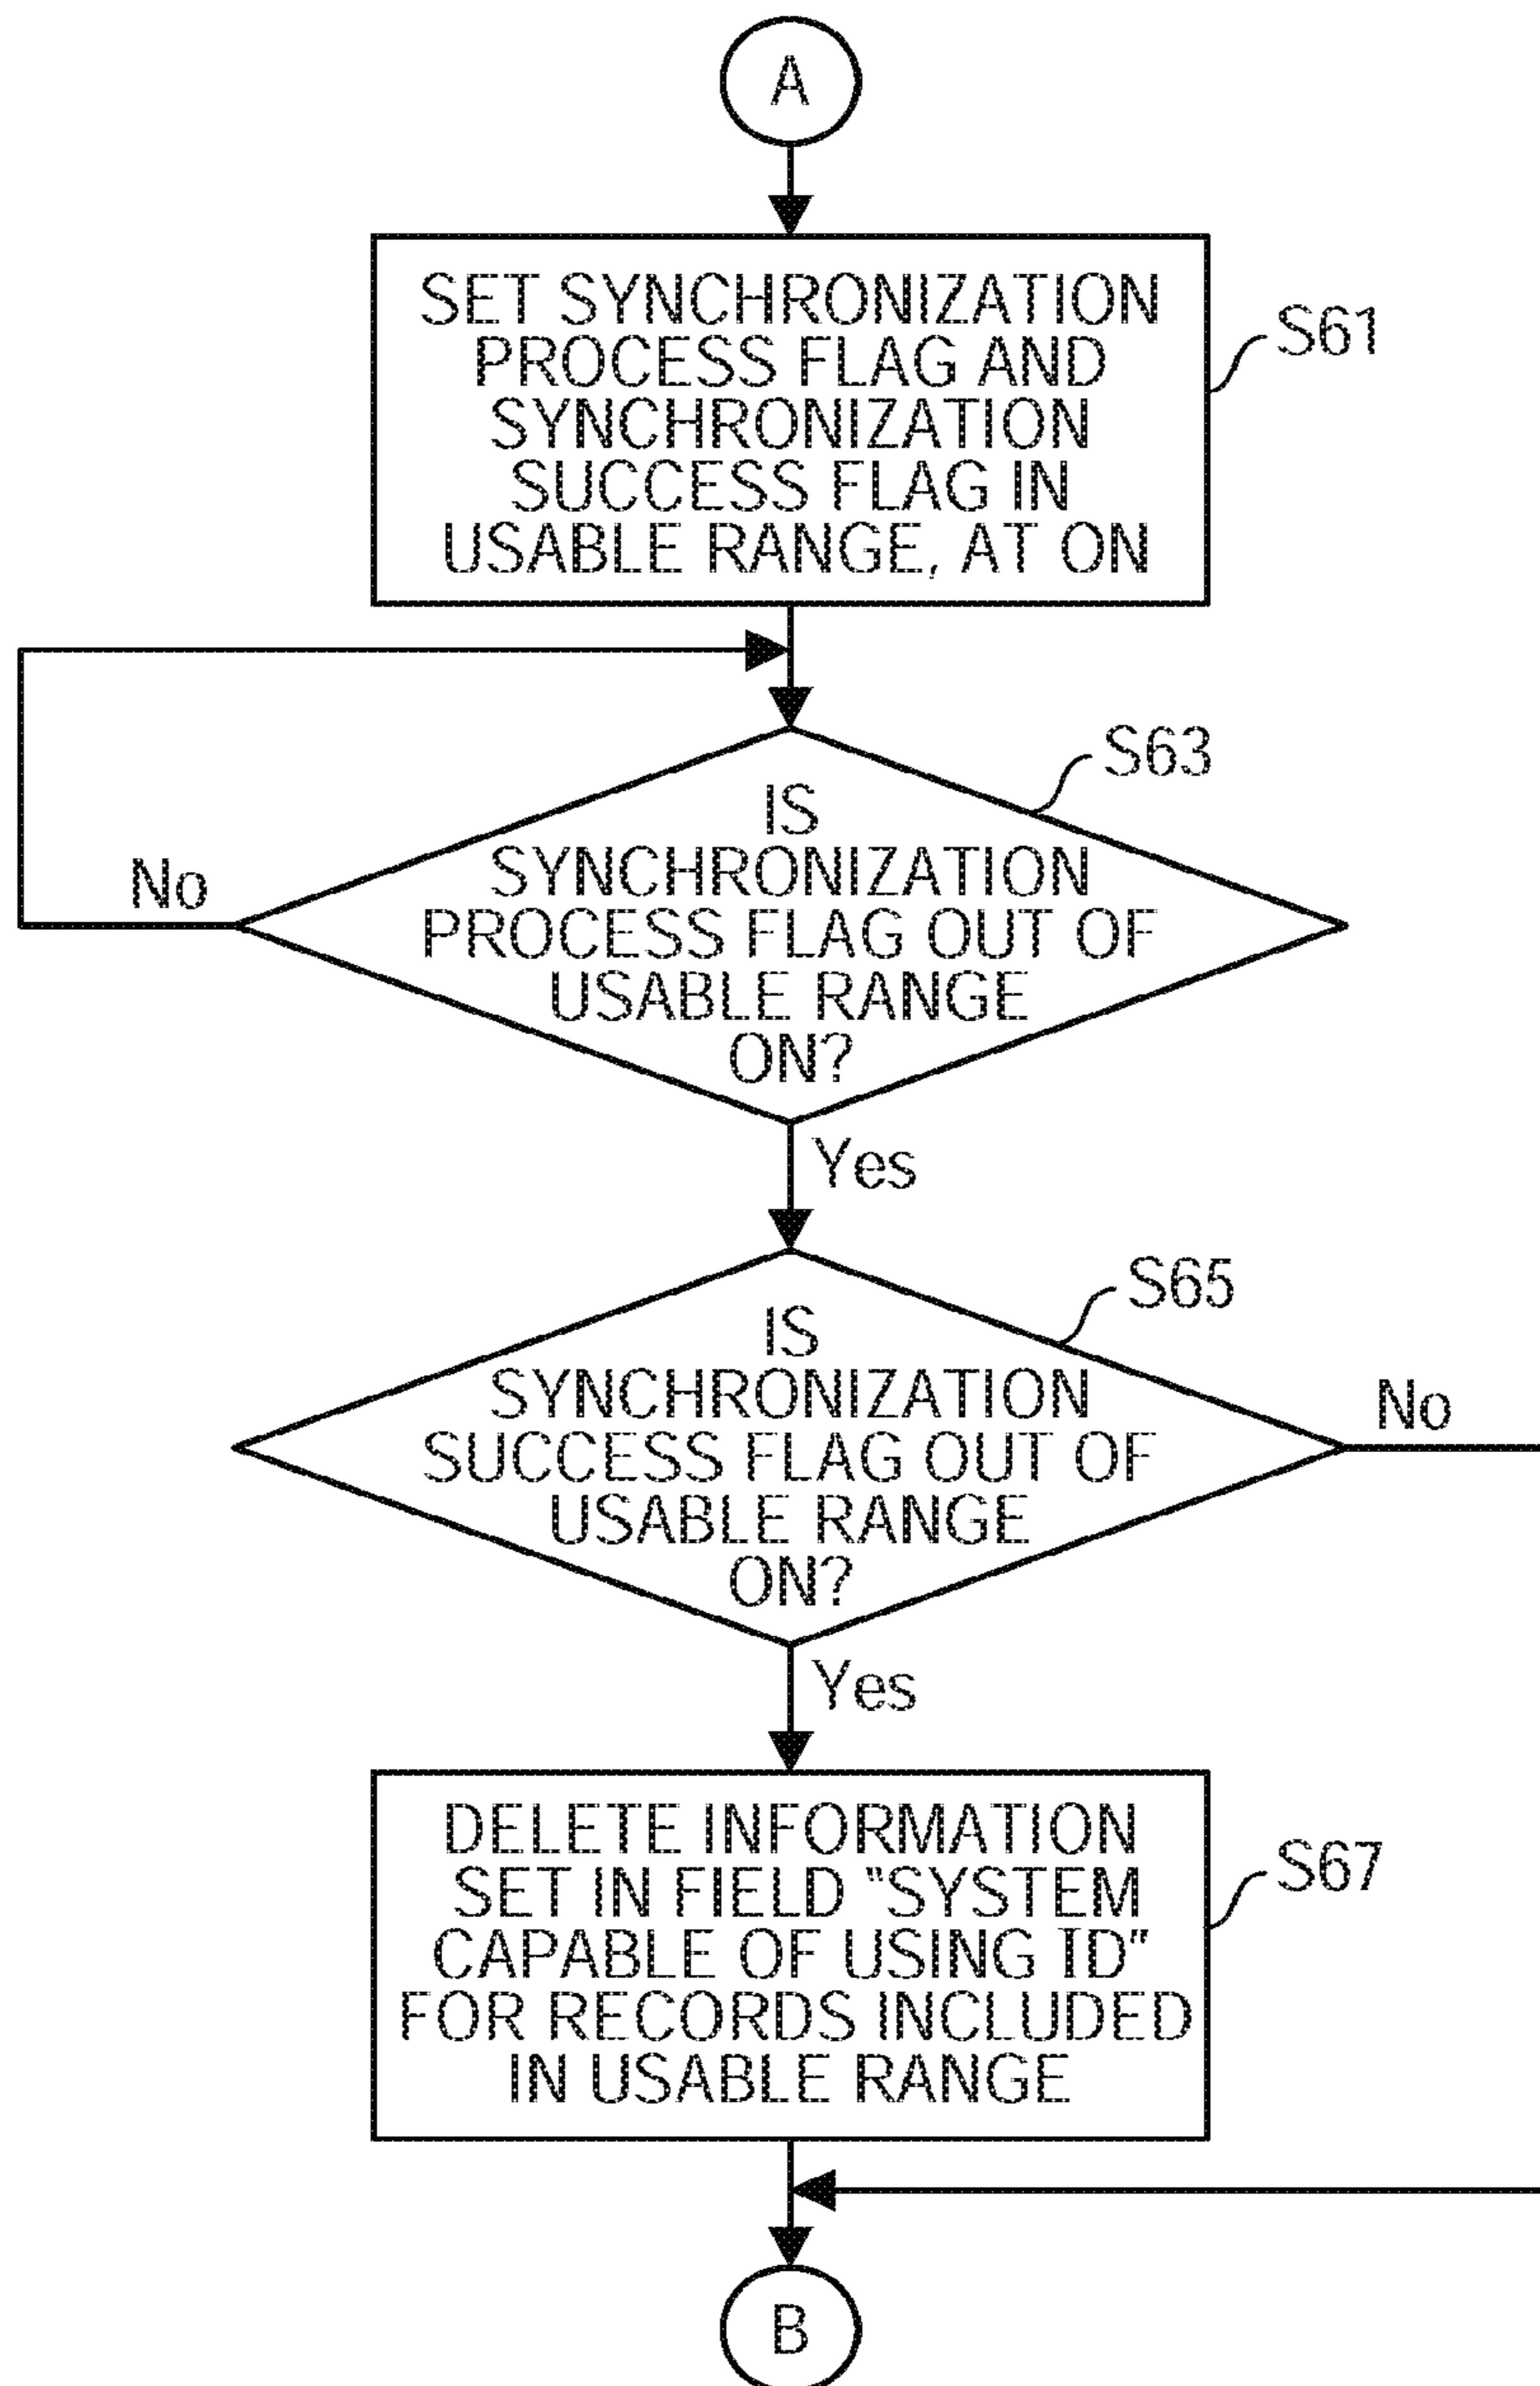 A
SET SYNCHRONIZATION
PROCESS FLAG AND
SYNCHRONIZATION
SUCCESS FLAG IN
USABLE RANGE, AT ON
S61
S63
IS
SYNCHRONIZATION
PROCESS FLAG OUT OF
USABLE RANGE
ON?
No
Yes
S65
IS
SYNCHRONIZATION
SUCCESS FLAG OUT OF
USABLE RANGE
ON?
No
Yes
DELETE INFORMATION
SET IN FIELD "SYSTEM
CAPABLE OF USING ID"
FOR RECORDS INCLUDED
IN USABLE RANGE
S67
B